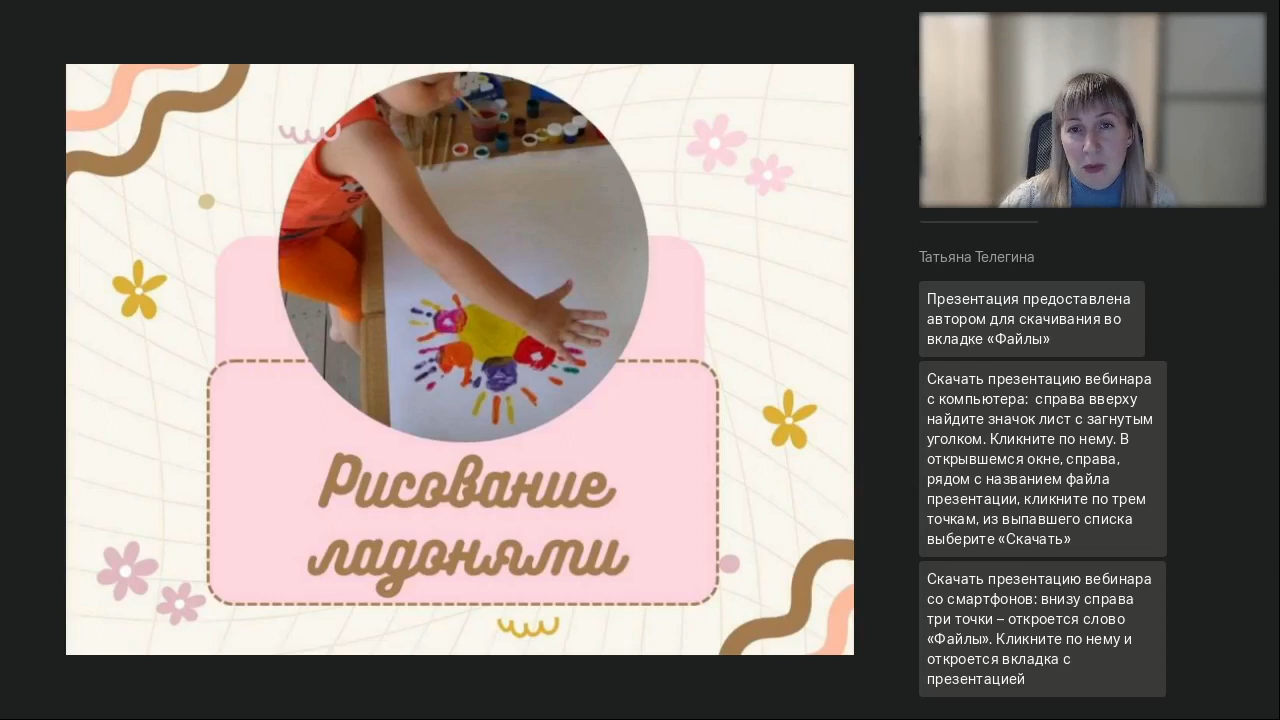 Рисование
ладонями
Татьяна Телегина
Презентация предоставлена
автором для скачивания во
вкладке «Файлы»
Скачать презентацию вебинара
с компьютера:  справа вверху
найдите значок лист с загнутым
уголком. Кликните по нему. В
открывшемся окне, справа,
рядом с названием файла
презентации, кликните по трем
точкам, из выпавшего списка
выберите «Скачать»
Скачать презентацию вебинара
со смартфонов: внизу справа
три точки – откроется слово
«Файлы». Кликните по нему и
откроется вкладка с
презентацией